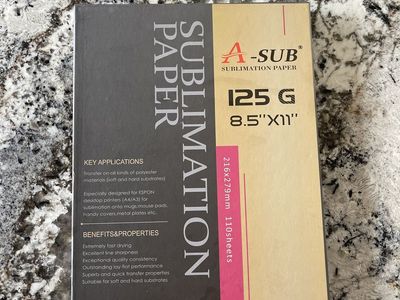 SUBLIMATION
PAPER
A-SUB®
SUBLIMATION PAPER
125 G
8.5"X11"
216x279mm 110sheets
KEY APPLICATIONS
Transfer on all kinds of polyester
materials (soft and hard substrates)
Especially designed for ESPON
desktop printers (A4/A3) for
sublimation onto mugs,mouse pads,
handy covers,metal plates etc.
BENEFITS&PROPERTIES
Extremely fast drying
Excellent line sharpness
Exceptional quality consistency
Outstanding lay flat performance
Superb and quick transfer properties
Suitable for soft and hard substrates